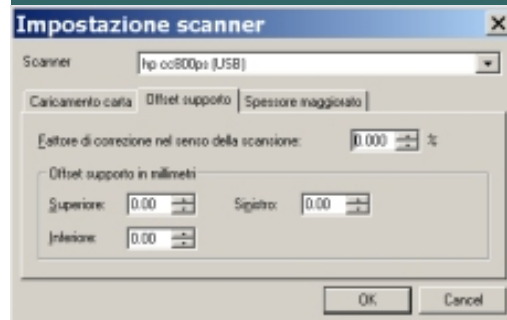 Impostazione scanner
Scanner hp cc800ps (USB)
Caricamento carta Offset supporto Spessore maggiorato
Fattore di correzione nel senso della scansione: 0.000 %
Offset supporto in millimetri
Superiore: 0.00 Sinistro: 0.00
Inferiore: 0.00
OK Cancel